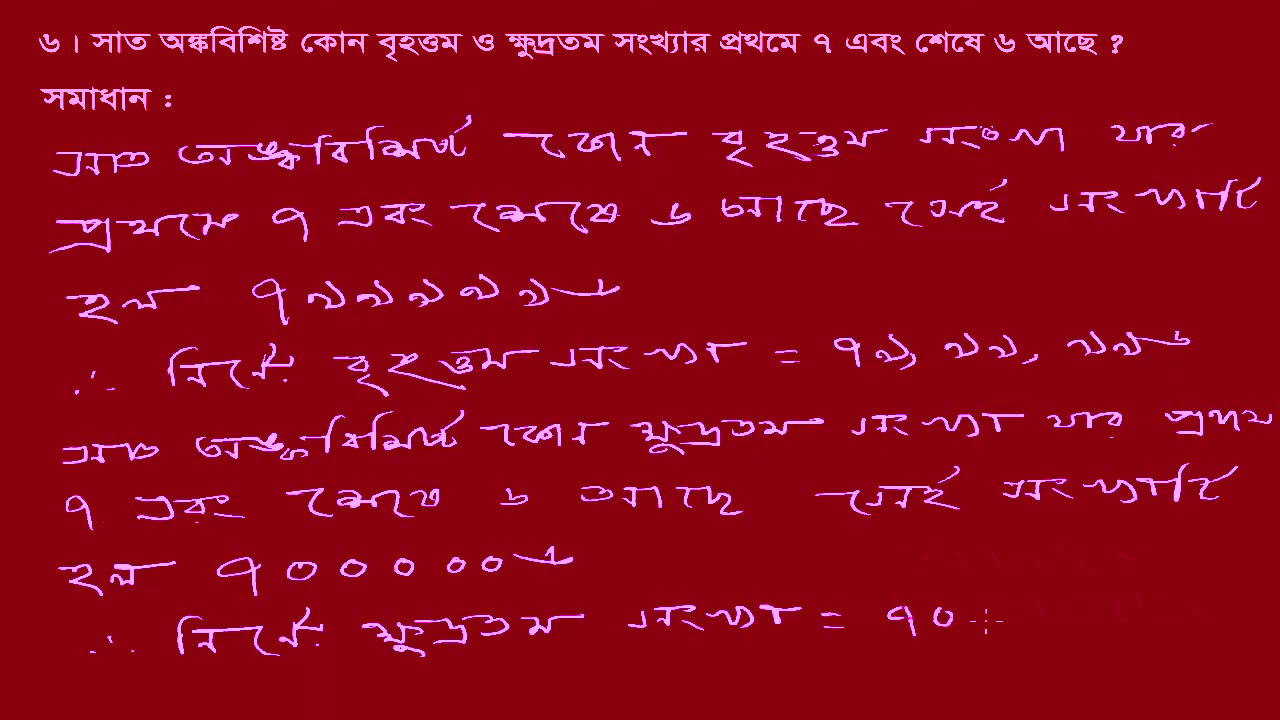 ৬। সাত অঙ্কবিশিষ্ট কোন বৃহত্তম ও ক্ষুদ্রতম সংখ্যার প্রথমে ৭ এবং শেষে ৬ আছে ?
সমাধান :
সাত অঙ্কবিশিষ্ট কোন বৃহত্তম সংখ্যা যার
প্রথমে ৭ এবং শেষে ৬ আছে সেই সংখ্যাটি
হল ৭৯৯৯৯৯৬
∴ নির্ণেয় বৃহত্তম সংখ্যা = ৭৯,৯৯,৯৯৬
সাত অঙ্কবিশিষ্ট কোন ক্ষুদ্রতম সংখ্যা যার প্রথম
৭ এবং শেষে ৬ আছে সেই সংখ্যাটি
হল ৭০০০০০৬
∴ নির্ণেয় ক্ষুদ্রতম সংখ্যা = ৭০